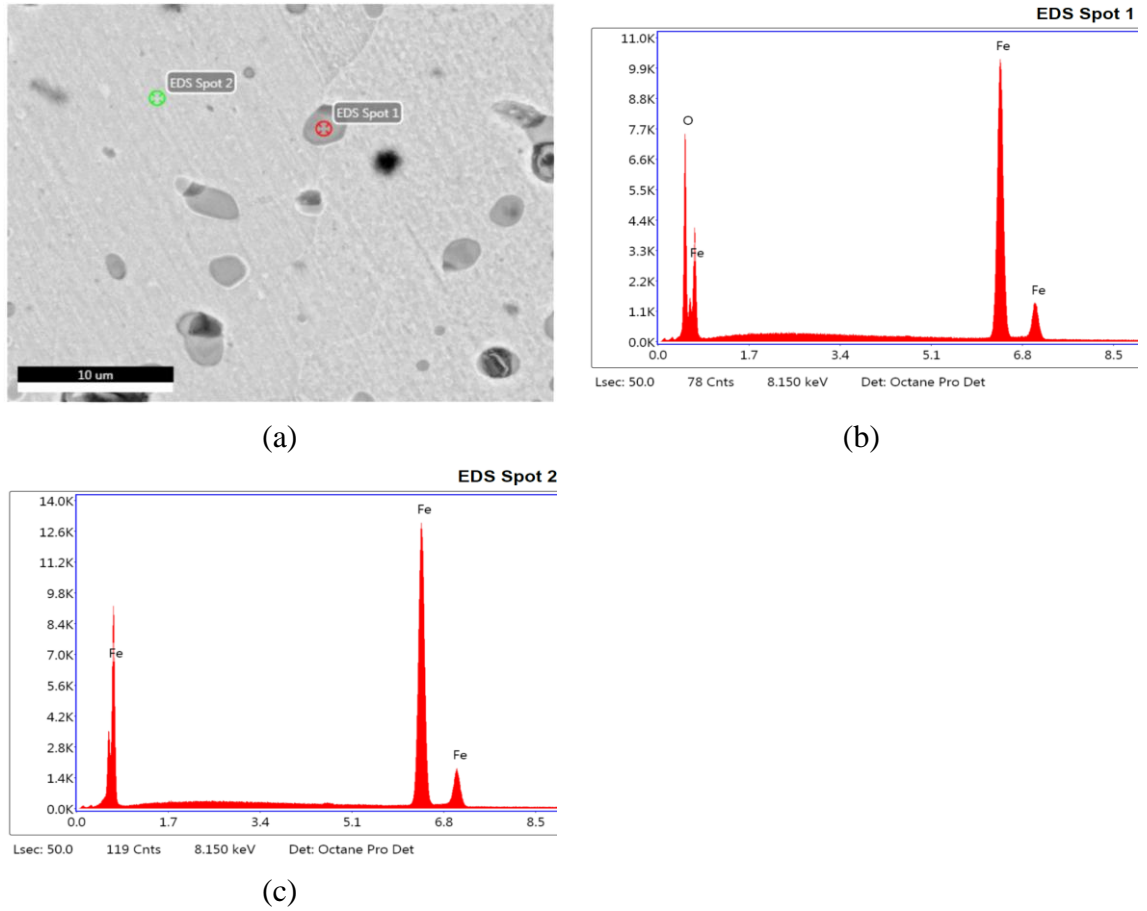 EDS Spot 1
EDS Spot 2
EDS Spot 1
10 um
11.0K
9.9K
8.8K
7.7K
6.6K
5.5K
4.4K
3.3K
2.2K
1.1K
0.0K
O
Fe
Fe
Fe
0.0 1.7 3.4 5.1 6.8 8.5
Lsec: 50.0 78 Cnts 8.150 keV Det: Octane Pro Det
(a) (b)
EDS Spot 2
14.0K
12.6K
11.2K
9.8K
8.4K
7.0K
5.6K
4.2K
2.8K
1.4K
0.0K
Fe
Fe
Fe
0.0 1.7 3.4 5.1 6.8 8.5
Lsec: 50.0 119 Cnts 8.150 keV Det: Octane Pro Det
(c)